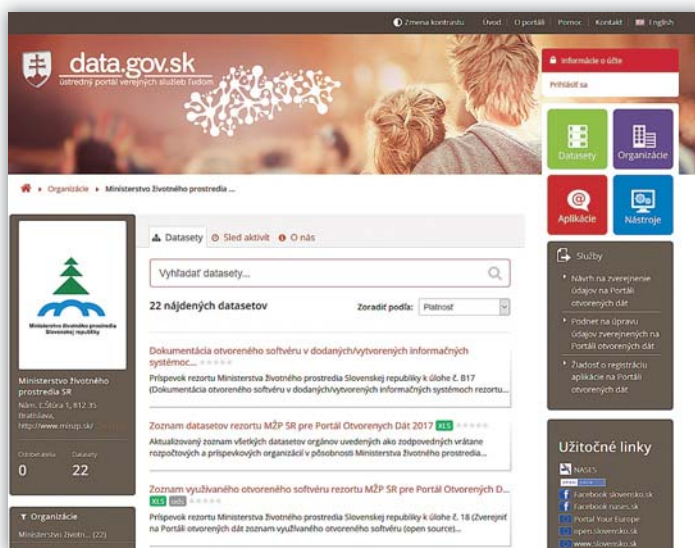 Zmena kontrastu Úvod O portáli Pomoc Kontakt English
data.gov.sk
ústredný portál verejných služieb ľuďom
Informácie o účte
Prihlásiť sa
Datasety
Organizácie
Aplikácie
Nástroje
Organizácie Ministerstvo životného prostredia ...
Ministerstvo životného prostredia
Slovenskej republiky
Ministerstvo životného
prostredia SR
Nám. Ľ.Štúra 1, 812 35
Bratislava,
Odoberatelia Datasety
0 22
Organizácie
Ministerstvo životn... (22)
Datasety Sled aktivít O nás
Vyhľadať datasety...
22 nájdených datasetov Zoradiť podľa: Platnosť
Dokumentácia otvoreného softvéru v dodaných/vytvorených informačných
systémoc...
Príspevok rezortu Ministerstva životného prostredia Slovenskej republiky k úlohe č. B17
(Dokumentácia otvoreného softvéru v dodaných/vytvorených informačných systémoch rezortu...
Zoznam datasetov rezortu MŽP SR pre Portál Otvorenych Dát 2017 XLS
Aktualizovaný zoznam všetkých datasetov orgánov uvedených ako zodpovedných vrátane
rozpočtových a príspevkových organizácií v pôsobnosti Ministerstva životného prostredia...
Zoznam využívaného otvoreného softvéru rezortu MŽP SR pre Portál Otvorených D...
XLS ods
Príspevok rezortu Ministerstva životného prostredia Slovenskej republiky k úlohe č. 18 (Zverejniť
na Portáli otvorených dát zoznam využívaného otvoreného softvéru (open source)...
Služby
Návrh na zverejnenie
údajov na Portáli
otvorených dát
Podnet na úpravu
údajov zverejnených na
Portáli otvorených dát
Žiadosť o registráciu
aplikácie na Portáli
otvorených dát
Užitočné linky
NASES
Facebook slovensko.sk
Facebook nases.sk
Portal Your Europe
open.slovensko.sk
www.slovensko.sk